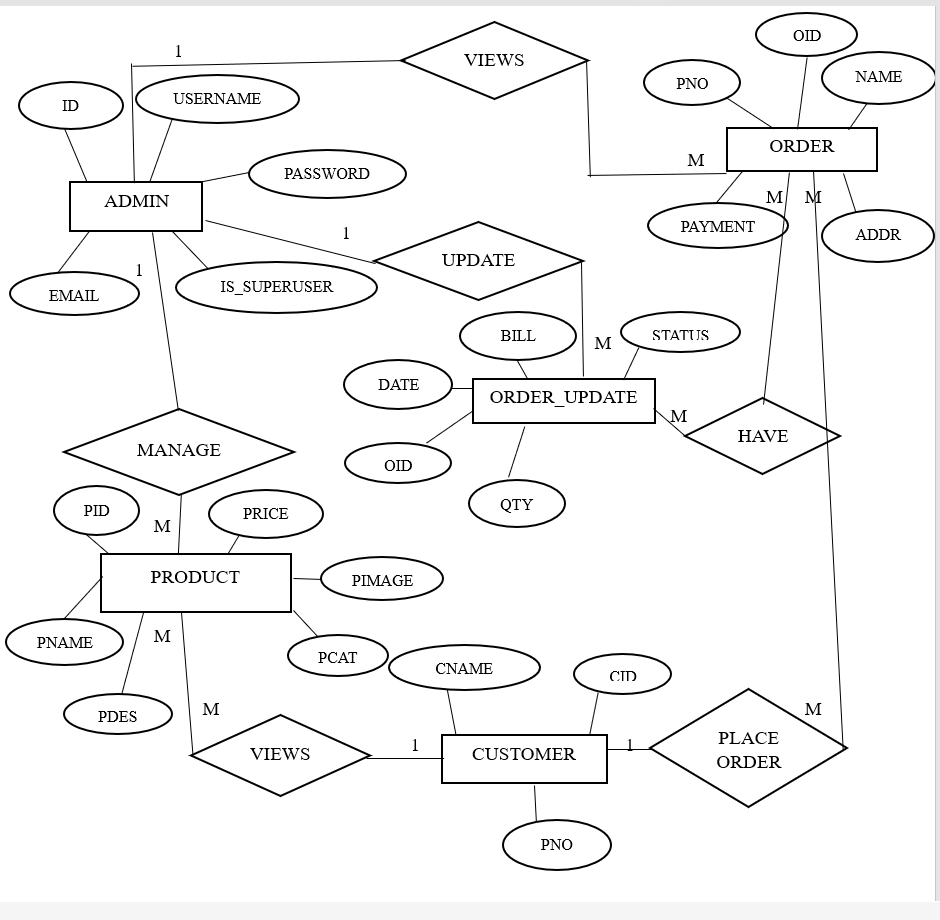 OID
1
VIEWS
PNO
NAME
ID
USERNAME
ORDER
M
PASSWORD
ADMIN
M
M
PAYMENT
ADDR
1
UPDATE
1
EMAIL
IS_SUPERUSER
BILL
STATUS
M
DATE
ORDER_UPDATE
M
HAVE
MANAGE
OID
QTY
PID
PRICE
M
PRODUCT
PIMAGE
PNAME
M
PCAT
CNAME
CID
PDES
M
M
1
1
VIEWS
CUSTOMER
PLACE
ORDER
PNO